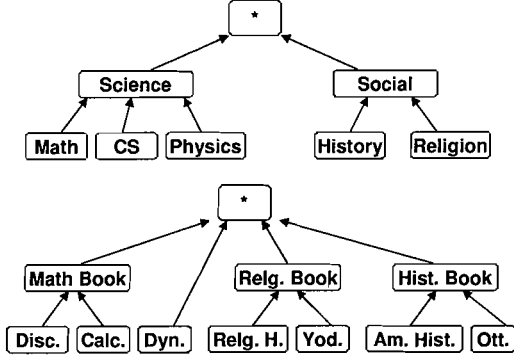 *
Science Social
Math CS Physics History Religion
*
Math Book Relg. Book Hist. Book
Disc. Calc. Dyn. Relg. H. Yod. Am. Hist. Ott.